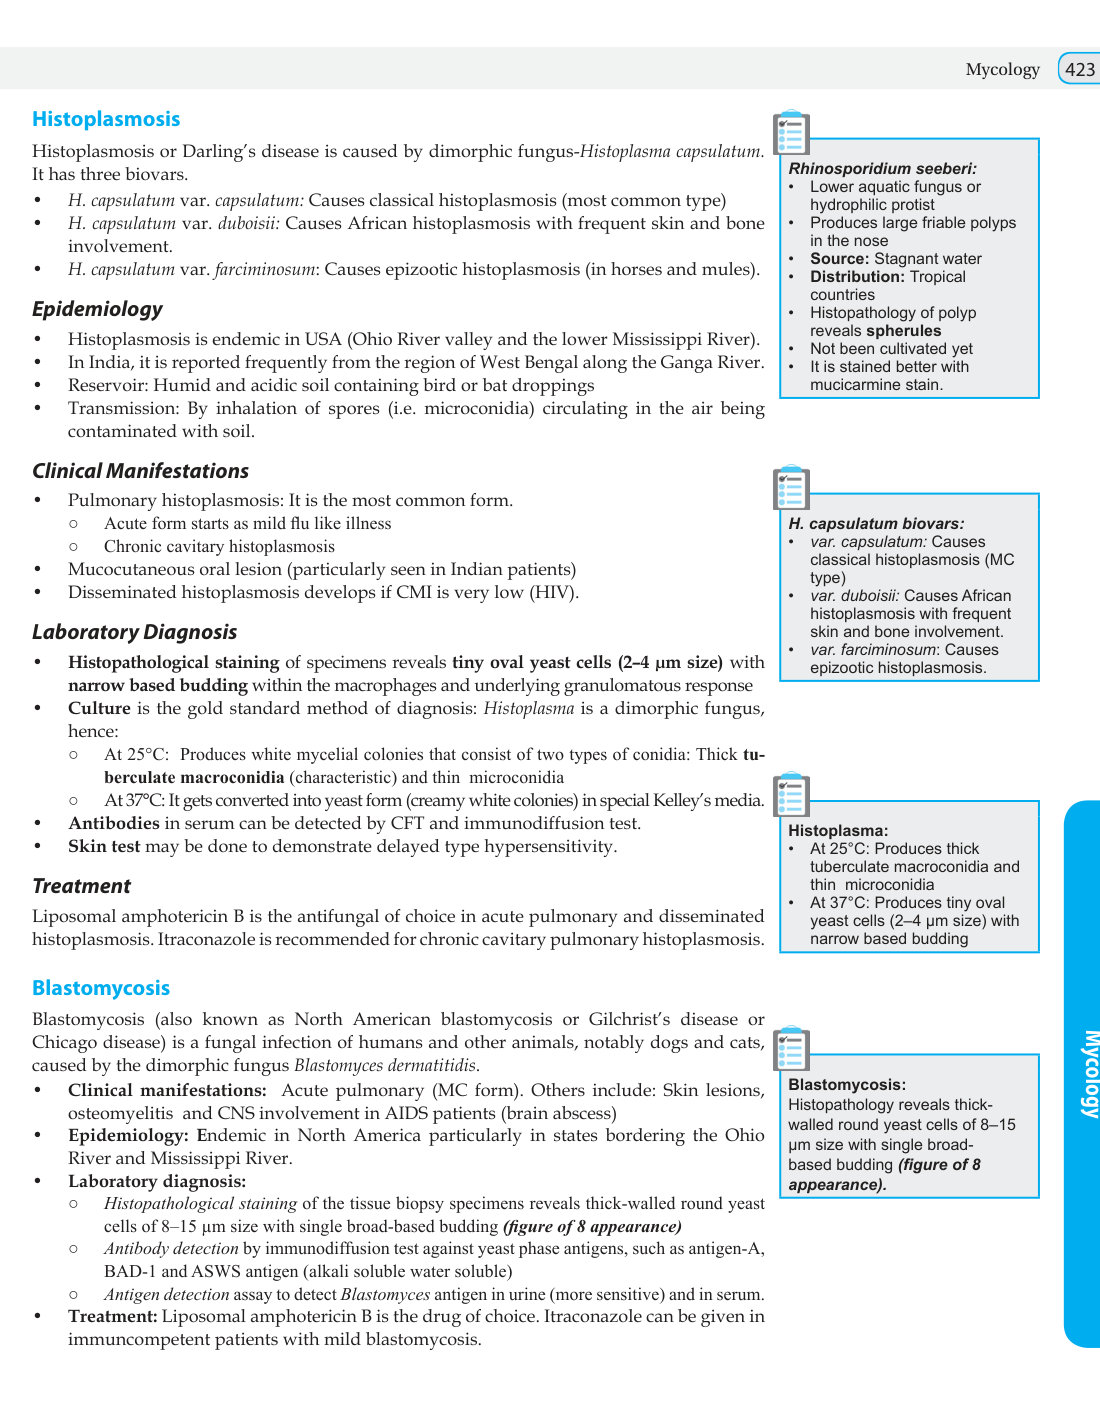 Mycology 423
Histoplasmosis
Histoplasmosis or Darling’s disease is caused by dimorphic fungus-Histoplasma capsulatum.
It has three biovars.
• H. capsulatum var. capsulatum: Causes classical histoplasmosis (most common type)
• H. capsulatum var. duboisii: Causes African histoplasmosis with frequent skin and bone
involvement.
• H. capsulatum var. farciminosum: Causes epizootic histoplasmosis (in horses and mules).
Epidemiology
• Histoplasmosis is endemic in USA (Ohio River valley and the lower Mississippi River).
• In India, it is reported frequently from the region of West Bengal along the Ganga River.
• Reservoir: Humid and acidic soil containing bird or bat droppings
• Transmission: By inhalation of spores (i.e. microconidia) circulating in the air being
contaminated with soil.
Clinical Manifestations
• Pulmonary histoplasmosis: It is the most common form.
○ Acute form starts as mild flu like illness
○ Chronic cavitary histoplasmosis
• Mucocutaneous oral lesion (particularly seen in Indian patients)
• Disseminated histoplasmosis develops if CMI is very low (HIV).
Laboratory Diagnosis
• Histopathological staining of specimens reveals tiny oval yeast cells (2–4 µm size) with
narrow based budding within the macrophages and underlying granulomatous response
• Culture is the gold standard method of diagnosis: Histoplasma is a dimorphic fungus,
hence:
○ At 25°C: Produces white mycelial colonies that consist of two types of conidia: Thick tu-
berculate macroconidia (characteristic) and thin microconidia
○ At 37°C: It gets converted into yeast form (creamy white colonies) in special Kelley’s media.
• Antibodies in serum can be detected by CFT and immunodiffusion test.
• Skin test may be done to demonstrate delayed type hypersensitivity.
Treatment
Liposomal amphotericin B is the antifungal of choice in acute pulmonary and disseminated
histoplasmosis. Itraconazole is recommended for chronic cavitary pulmonary histoplasmosis.
Blastomycosis
Blastomycosis (also known as North American blastomycosis or Gilchrist’s disease or
Chicago disease) is a fungal infection of humans and other animals, notably dogs and cats,
caused by the dimorphic fungus Blastomyces dermatitidis.
• Clinical manifestations: Acute pulmonary (MC form). Others include: Skin lesions,
osteomyelitis and CNS involvement in AIDS patients (brain abscess)
• Epidemiology: Endemic in North America particularly in states bordering the Ohio
River and Mississippi River.
• Laboratory diagnosis:
○ Histopathological staining of the tissue biopsy specimens reveals thick-walled round yeast
cells of 8–15 µm size with single broad-based budding (figure of 8 appearance)
○ Antibody detection by immunodiffusion test against yeast phase antigens, such as antigen-A,
BAD-1 and ASWS antigen (alkali soluble water soluble)
○ Antigen detection assay to detect Blastomyces antigen in urine (more sensitive) and in serum.
• Treatment: Liposomal amphotericin B is the drug of choice. Itraconazole can be given in
immuncompetent patients with mild blastomycosis.
Rhinosporidium seeberi:
• Lower aquatic fungus or
hydrophilic protist
• Produces large friable polyps
in the nose
• Source: Stagnant water
• Distribution: Tropical
countries
• Histopathology of polyp
reveals spherules
• Not been cultivated yet
• It is stained better with
mucicarmine stain.
H. capsulatum biovars:
• var. capsulatum: Causes
classical histoplasmosis (MC
type)
• var. duboisii: Causes African
histoplasmosis with frequent
skin and bone involvement.
• var. farciminosum: Causes
epizootic histoplasmosis.
Histoplasma:
• At 25°C: Produces thick
tuberculate macroconidia and
thin microconidia
• At 37°C: Produces tiny oval
yeast cells (2–4 µm size) with
narrow based budding
Blastomycosis:
Histopathology reveals thick-
walled round yeast cells of 8–15
µm size with single broad-
based budding (figure of 8
appearance).
Mycology